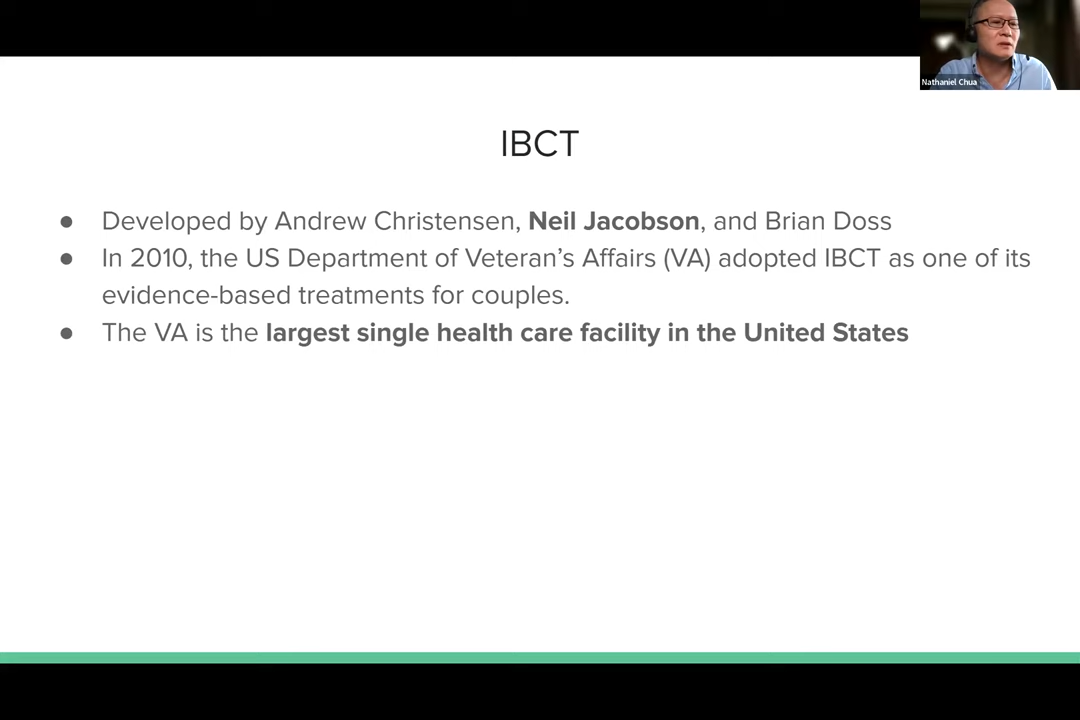 Nathaniel Chua
IBCT
● Developed by Andrew Christensen, Neil Jacobson, and Brian Doss
● In 2010, the US Department of Veteran’s Affairs (VA) adopted IBCT as one of its
evidence-based treatments for couples.
● The VA is the largest single health care facility in the United States